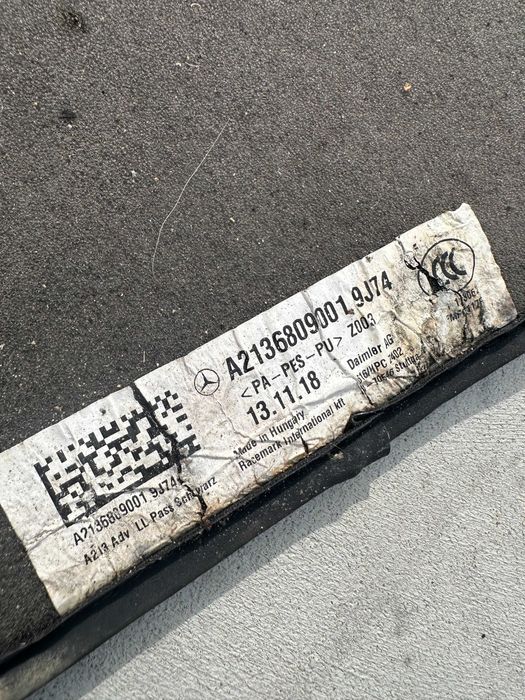 A2136809001 9J74
<PA-PES-PU> Z003
13.11.18
Made in Hungary
Racemark International kft
Daimler AG
A2136809001 9J74
A213 Adv LL Pass Schwarz